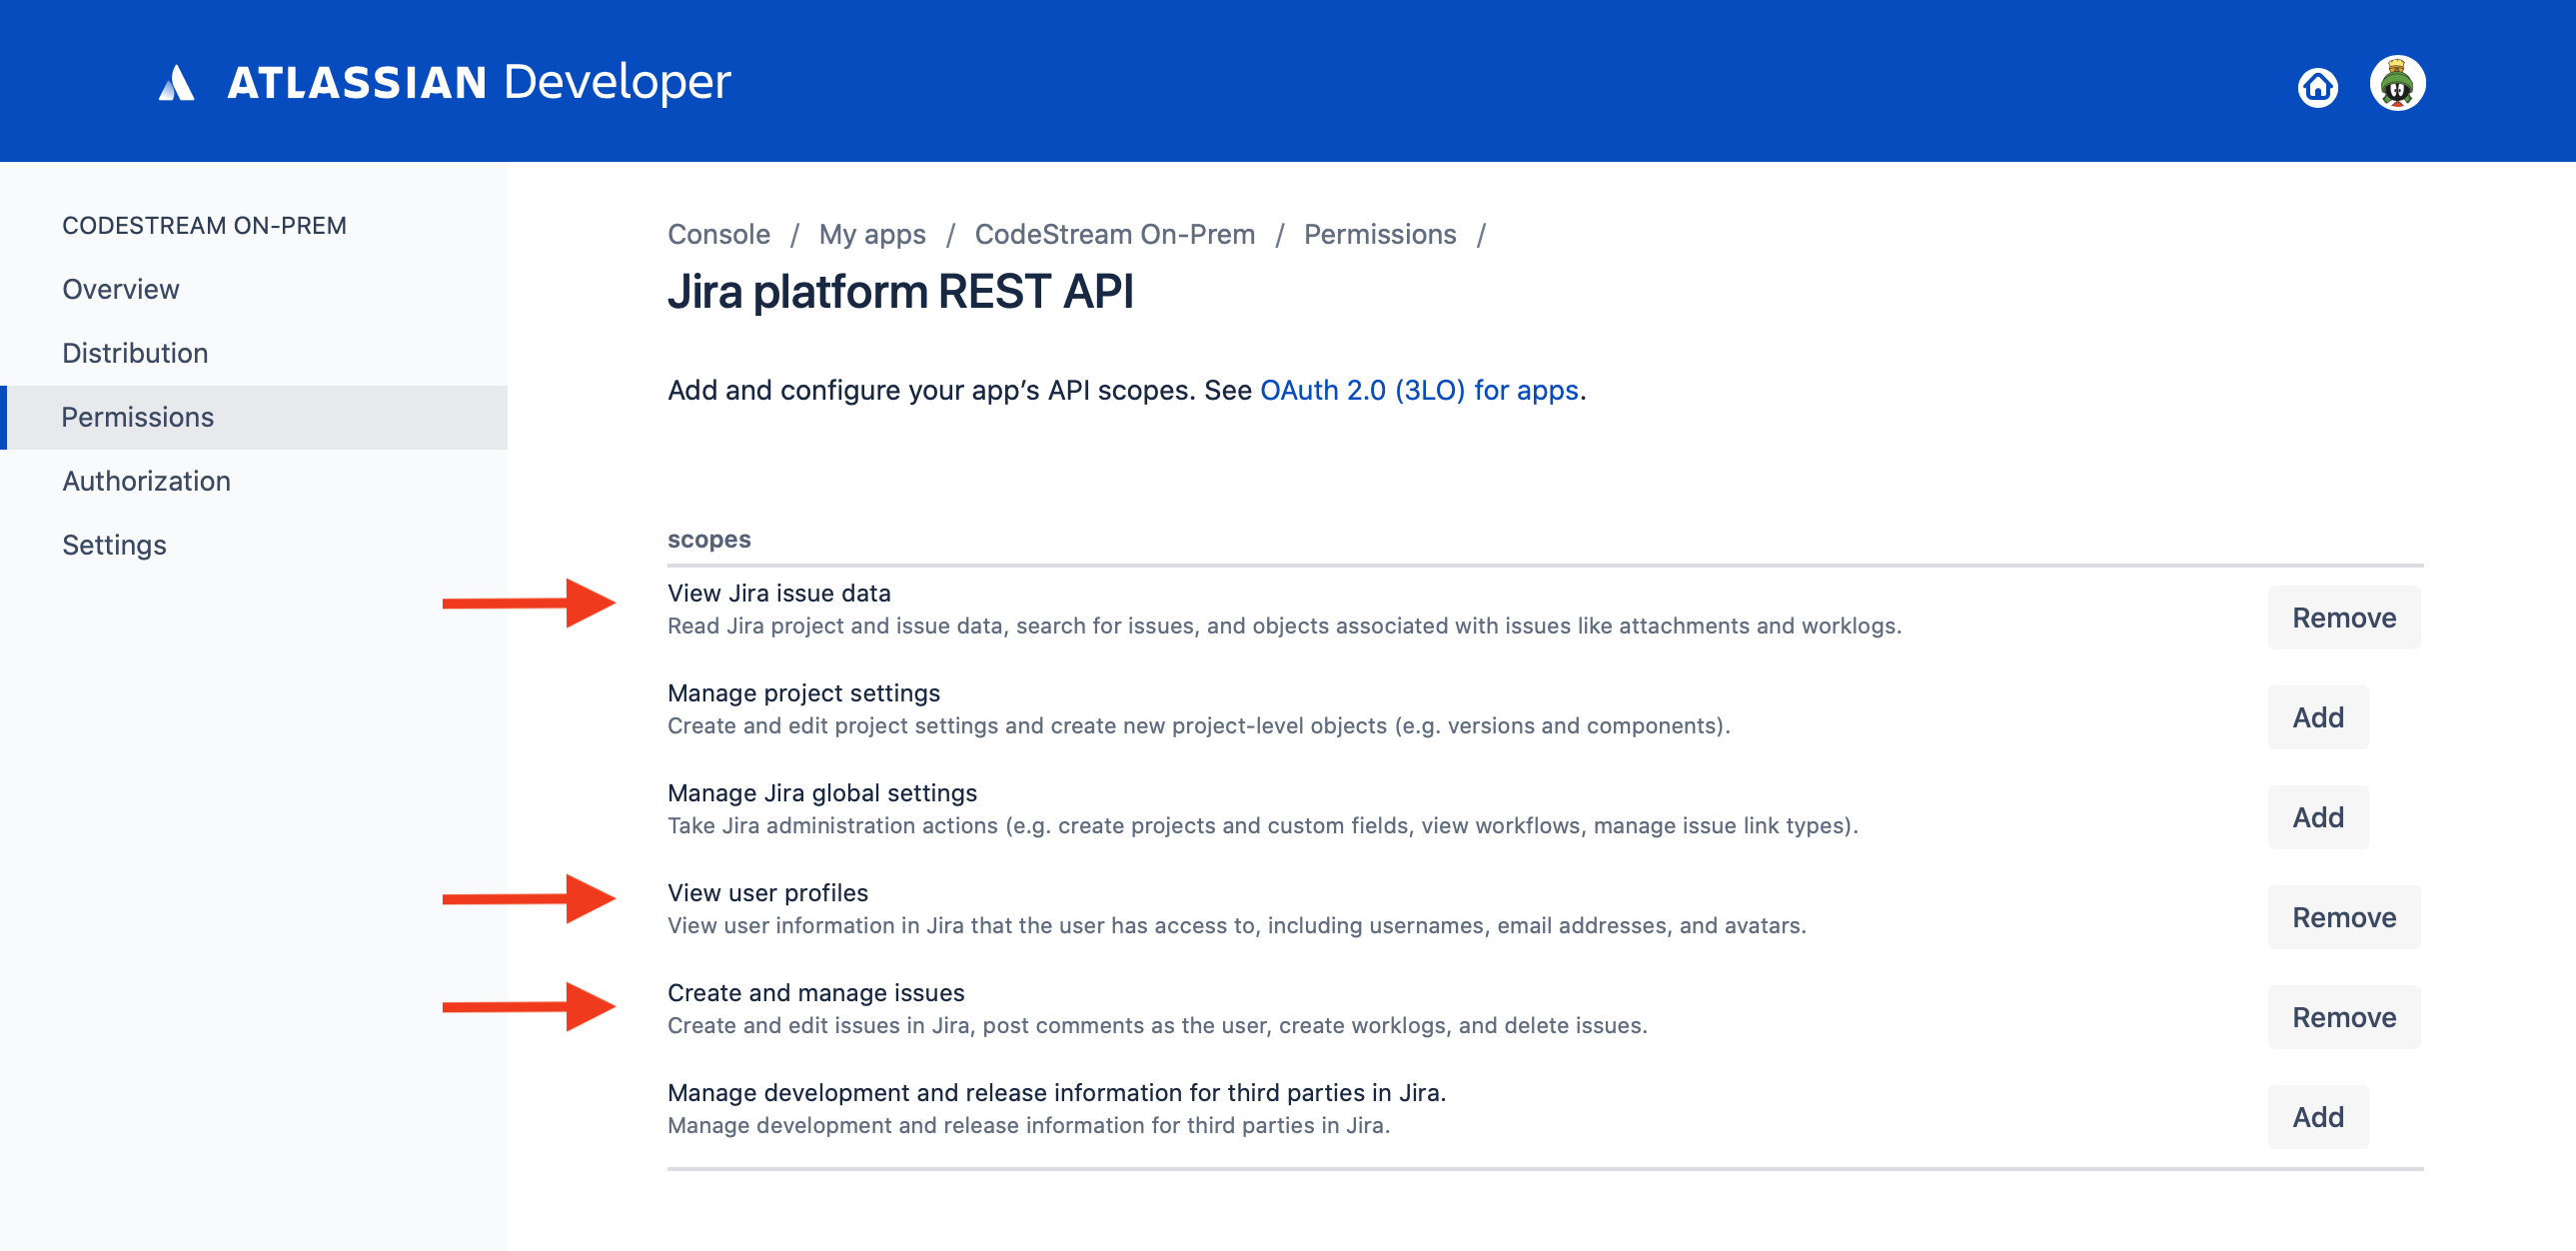 ATLASSIAN Developer
CODESTREAM ON-PREM
Overview
Distribution
Permissions
Authorization
Settings
Console / My apps / CodeStream On-Prem / Permissions /
Jira platform REST API
Add and configure your app’s API scopes. See OAuth 2.0 (3LO) for apps.
scopes
View Jira issue data
Read Jira project and issue data, search for issues, and objects associated with issues like attachments and worklogs.
Remove
Manage project settings
Create and edit project settings and create new project-level objects (e.g. versions and components).
Add
Manage Jira global settings
Take Jira administration actions (e.g. create projects and custom fields, view workflows, manage issue link types).
Add
View user profiles
View user information in Jira that the user has access to, including usernames, email addresses, and avatars.
Remove
Create and manage issues
Create and edit issues in Jira, post comments as the user, create worklogs, and delete issues.
Remove
Manage development and release information for third parties in Jira.
Manage development and release information for third parties in Jira.
Add